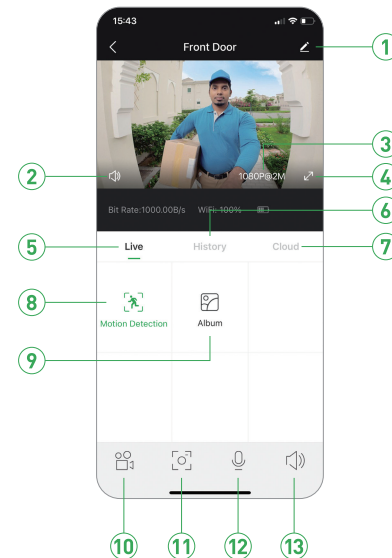 15:43
Front Door
1
2
3
1080P@2M
4
Bit Rate:1000.00B/s WiFi: 100%
6
5
Live History Cloud
7
8
Motion Detection Album
9
10 11 12 13